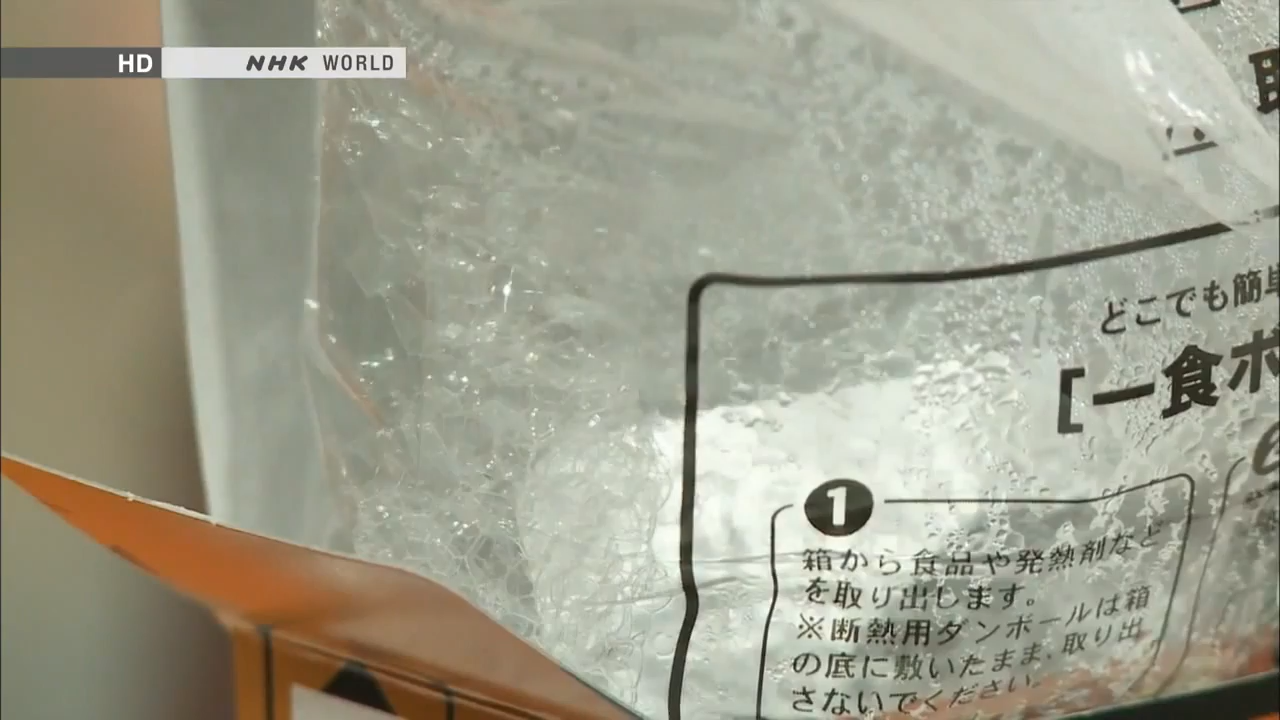 HD NHK WORLD
どこでも簡単
[一食ボ
1
箱から食品や発熱剤など
を取り出します。
※断熱用ダンボールは箱
の底に敷いたまま、取り出
さないでください。